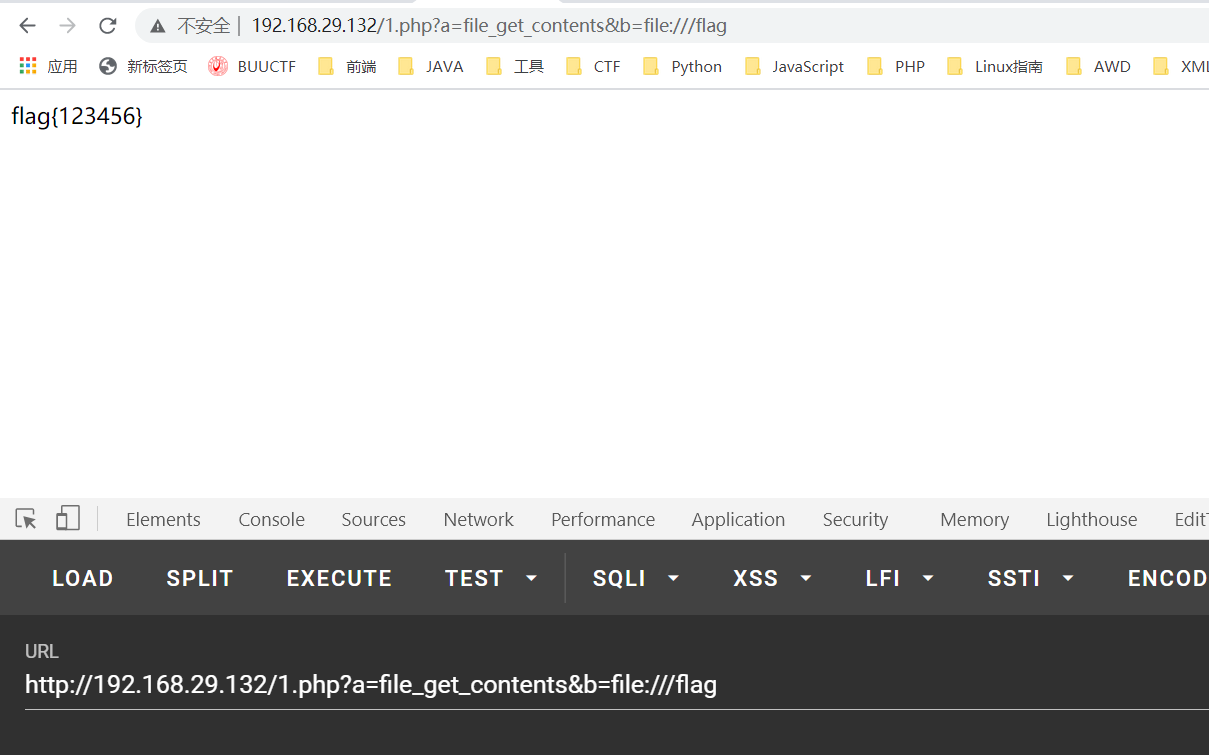 不安全 | 192.168.29.132/1.php?a=file_get_contents&b=file:///flag
应用 新标签页 BUUCTF 前端 JAVA 工具 CTF Python JavaScript PHP Linux指南 AWD XML
flag{123456}
Elements Console Sources Network Performance Application Security Memory Lighthouse EditT
LOAD SPLIT EXECUTE TEST SQLI XSS LFI SSTI ENCOD
URL
http://192.168.29.132/1.php?a=file_get_contents&b=file:///flag